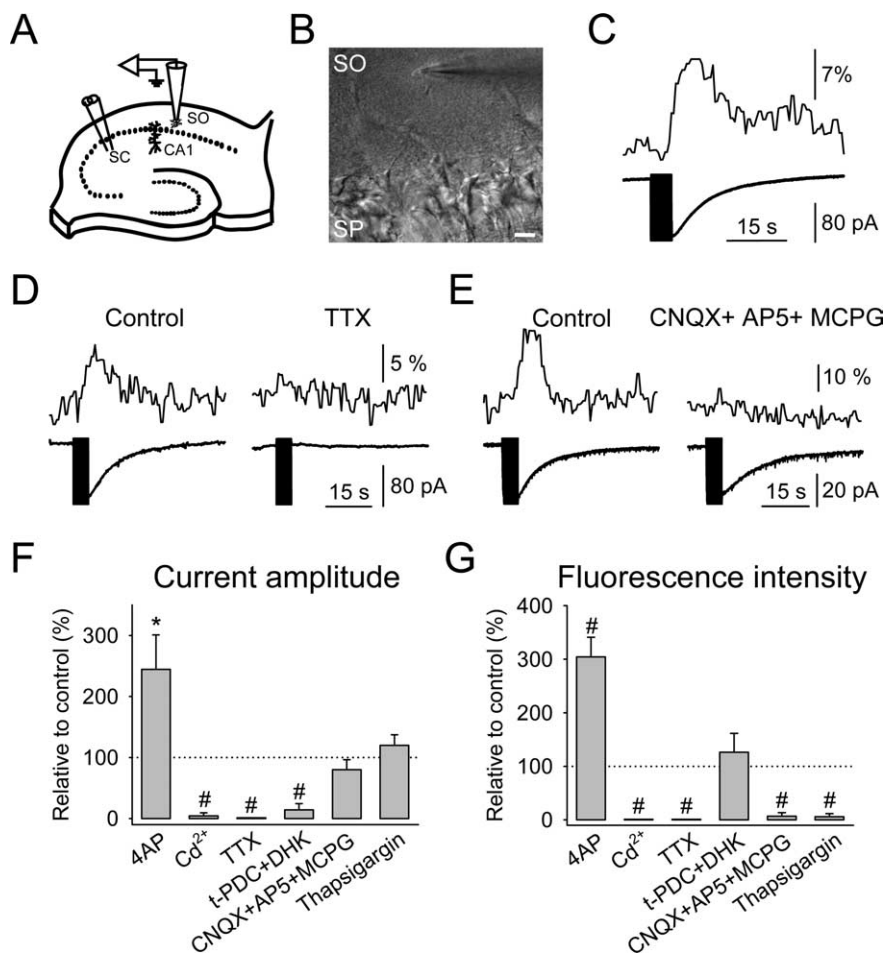 A
SO
SC
CA1
B
SO
SP
C
7%
15 s
80 pA
D
Control
TTX
5 %
15 s
80 pA
E
Control
CNQX+ AP5+ MCPG
10 %
15 s
20 pA
F
Current amplitude
Relative to control (%)
300
200
100
0
*
#
#
#
4AP
Cd²⁺
TTX
t-PDC+DHK
CNQX+AP5+MCPG
Thapsigargin
G
Fluorescence intensity
Relative to control (%)
400
300
200
100
0
#
#
#
#
#
4AP
Cd²⁺
TTX
t-PDC+DHK
CNQX+AP5+MCPG
Thapsigargin